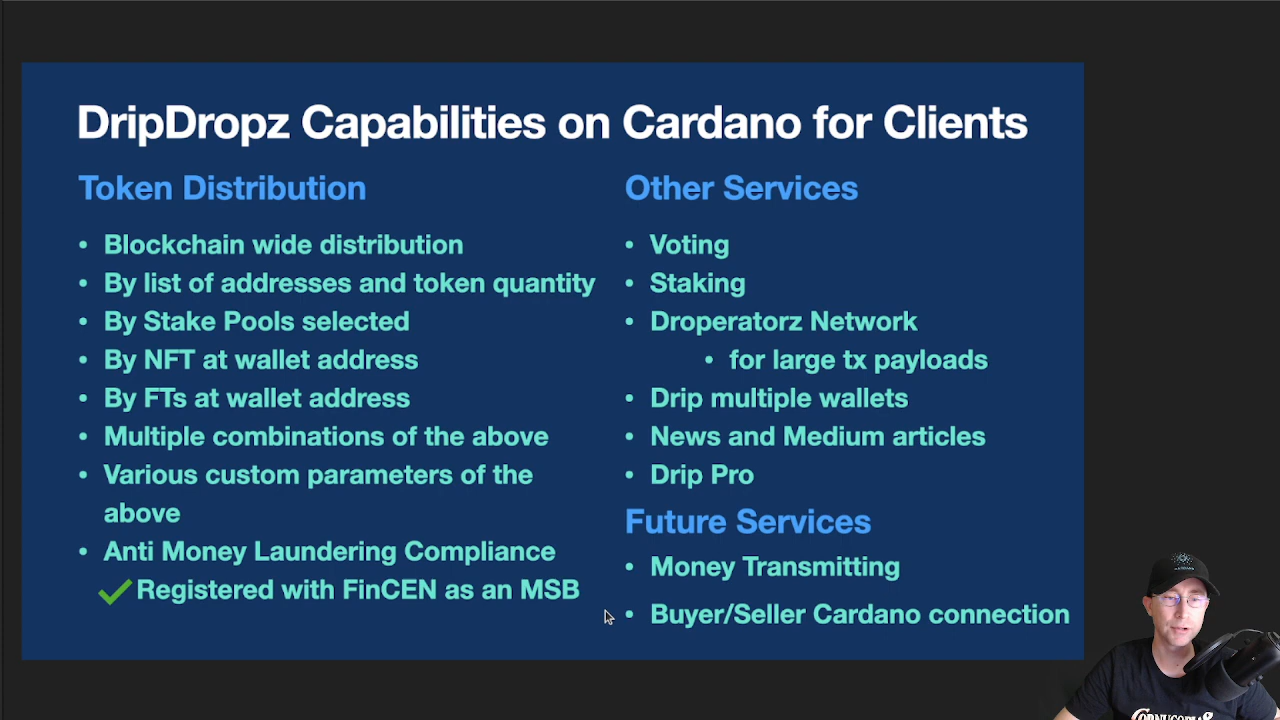 DripDropz Capabilities on Cardano for Clients
Token Distribution
• Blockchain wide distribution
• By list of addresses and token quantity
• By Stake Pools selected
• By NFT at wallet address
• By FTs at wallet address
• Multiple combinations of the above
• Various custom parameters of the
above
• Anti Money Laundering Compliance
✓ Registered with FinCEN as an MSB
Other Services
• Voting
• Staking
• Droperatorz Network
• for large tx payloads
• Drip multiple wallets
• News and Medium articles
• Drip Pro
Future Services
• Money Transmitting
• Buyer/Seller Cardano connection